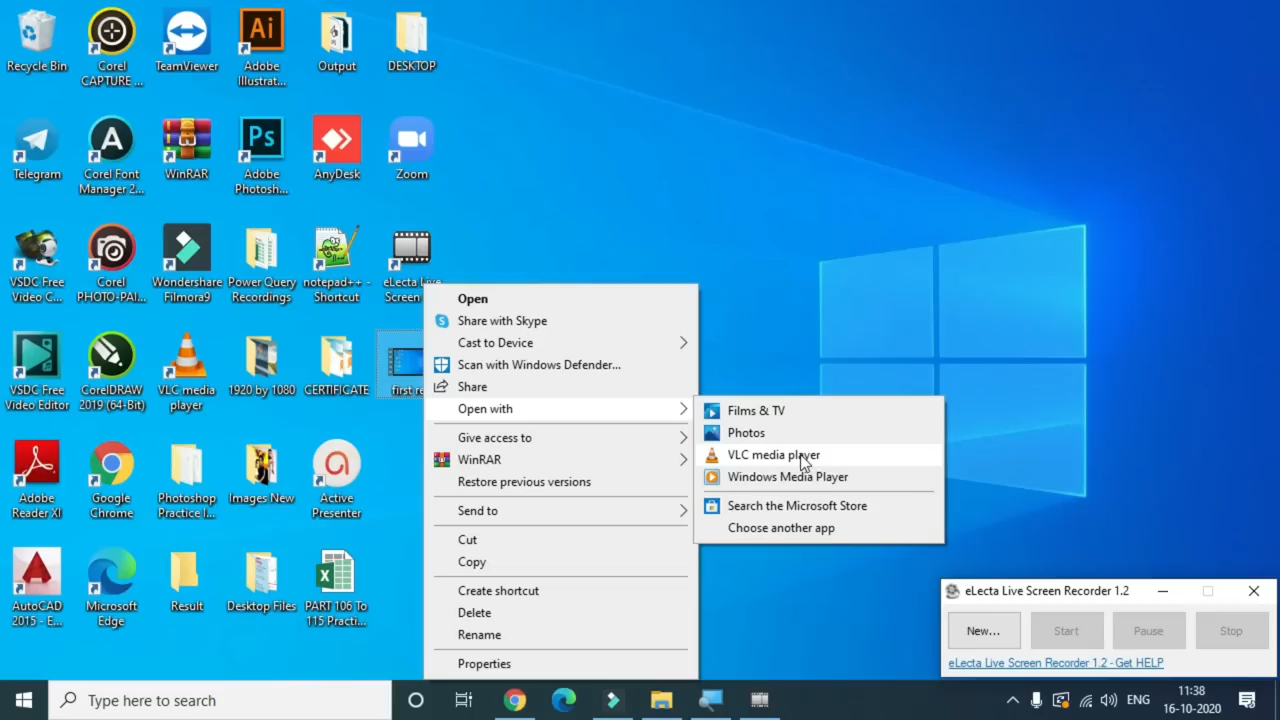 Recycle Bin
Corel
CAPTURE ...
TeamViewer
Ai
Adobe
Illustrat...
Output
DESKTOP
Telegram
A
Corel Font
Manager 2...
WinRAR
Ps
Adobe
Photosh...
AnyDesk
Zoom
VSDC Free
Video C...
Corel
PHOTO-PAI...
Wondershare
Filmora9
Power Query
Recordings
notepad++ -
Shortcut
eLecta Live
Screen
VSDC Free
Video Editor
CorelDRAW
2019 (64-Bit)
VLC media
player
1920 by 1080
CERTIFICATE
first re
Adobe
Reader XI
Google
Chrome
Photoshop
Practice I...
Images New
Active
Presenter
AutoCAD
2015 - E...
Microsoft
Edge
Result
Desktop Files
PART 106 To
115 Practi...
Open
Share with Skype
Cast to Device
Scan with Windows Defender...
Share
Open with
Give access to
WinRAR
Restore previous versions
Send to
Cut
Copy
Create shortcut
Delete
Rename
Properties
Films & TV
Photos
VLC media player
Windows Media Player
Search the Microsoft Store
Choose another app
eLecta Live Screen Recorder 1.2
New...
Start
Pause
Stop
eLecta Live Screen Recorder 1.2 - Get HELP
Type here to search
ENG
11:38
16-10-2020